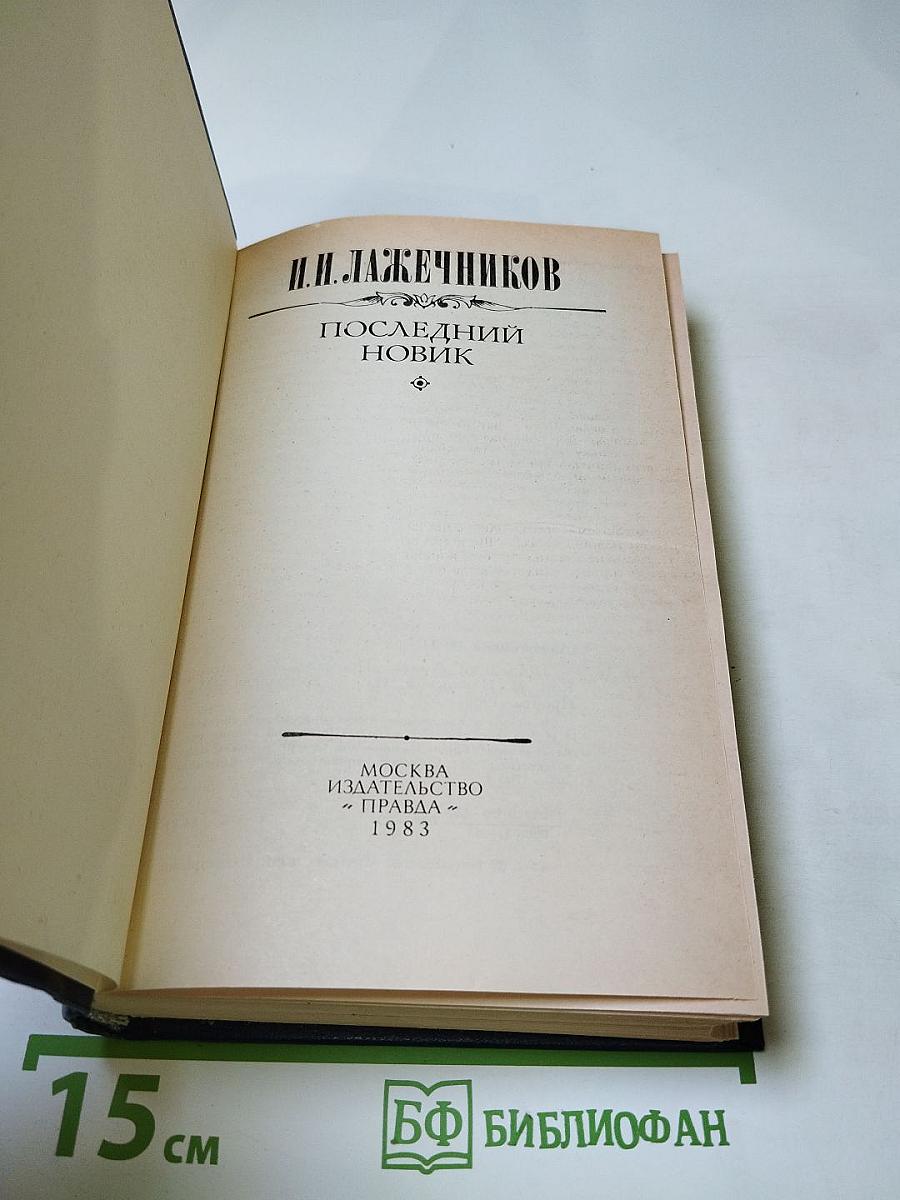 И. И. ЛАЖЕЧНИКОВ
ПОСЛЕДНИЙ
НОВИК
МОСКВА
ИЗДАТЕЛЬСТВО
„ПРАВДА“
1983
15 см
БФ БИБЛИОФАН